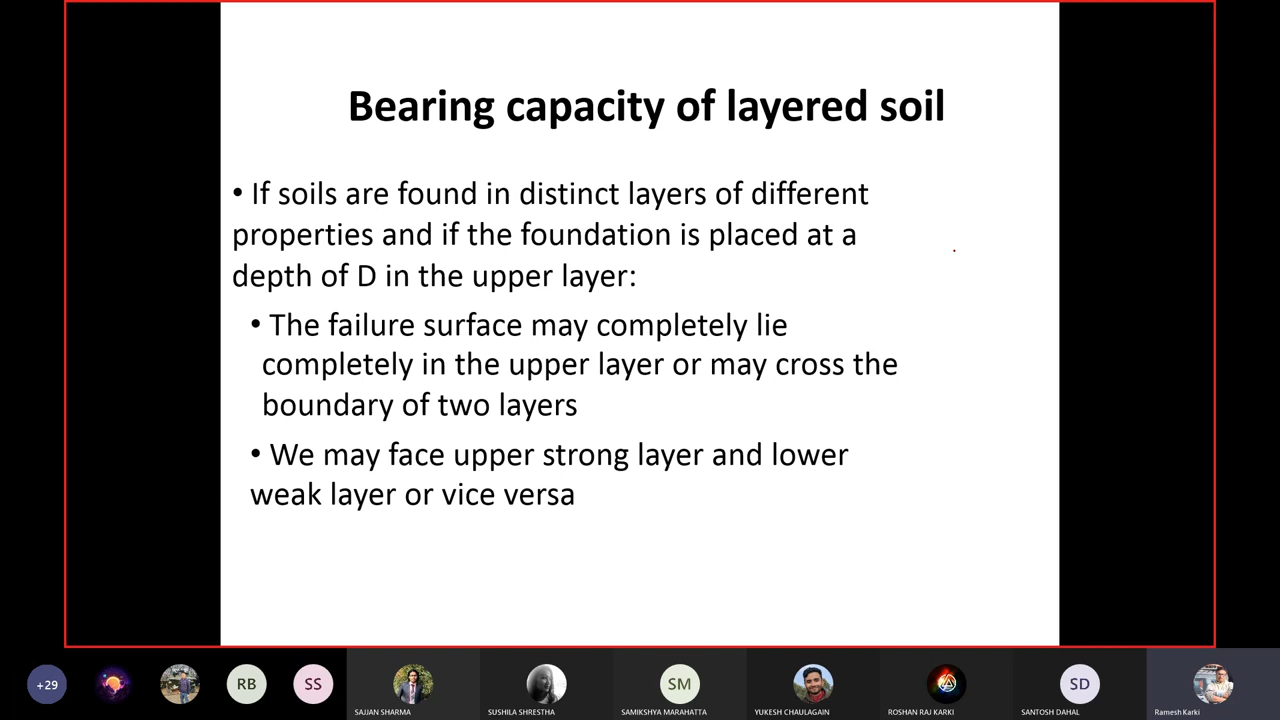 Bearing capacity of layered soil
• If soils are found in distinct layers of different
properties and if the foundation is placed at a
depth of D in the upper layer:
• The failure surface may completely lie
completely in the upper layer or may cross the
boundary of two layers
• We may face upper strong layer and lower
weak layer or vice versa
+29
RB
SS
SM
SD
SAJJAN SHARMA
SUSHILA SHRESTHA
SAMIKSHYA MARAHATTA
YUKESH CHAULAGAIN
ROSHAN RAJ KARKI
SANTOSH DAHAL
Ramesh Karki